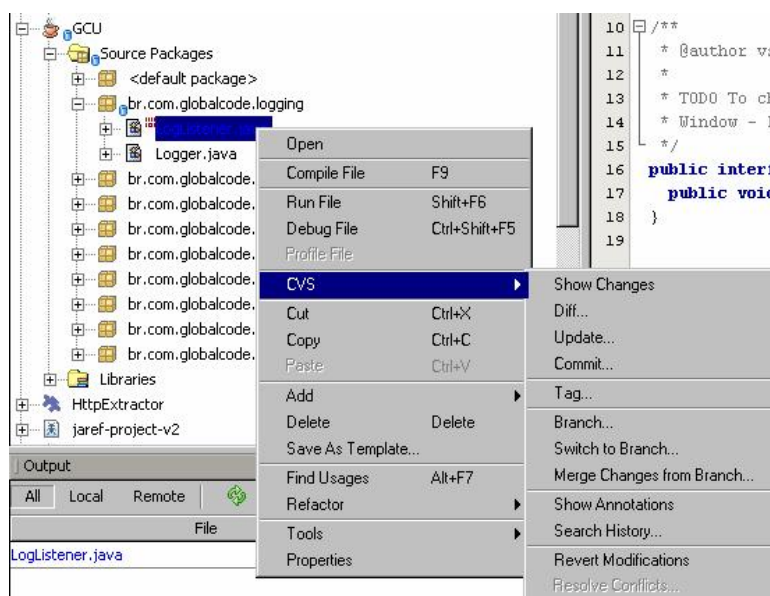 GCU
Source Packages
<default package>
br.com.globalcode.logging
LogListener.java
Logger.java
br.com.globalcode.
br.com.globalcode.
br.com.globalcode.
br.com.globalcode.
br.com.globalcode.
br.com.globalcode.
br.com.globalcode.
Libraries
HttpExtractor
jaref-project-v2
Output
All Local Remote
File
LogListener.java
Open
Compile File F9
Run File Shift+F6
Debug File Ctrl+Shift+F5
Profile File
CVS
Cut Ctrl+X
Copy Ctrl+C
Paste Ctrl+V
Add
Delete Delete
Save As Template...
Find Usages Alt+F7
Refactor
Tools
Properties
Show Changes
Diff...
Update...
Commit...
Tag...
Branch...
Switch to Branch...
Merge Changes from Branch...
Show Annotations
Search History...
Revert Modifications
Resolve Conflicts...
10 /**
11 * @author vs
12 *
13 * TODO To ch
14 * Window - 
15 */
16 public interf
17 public voic
18 }
19